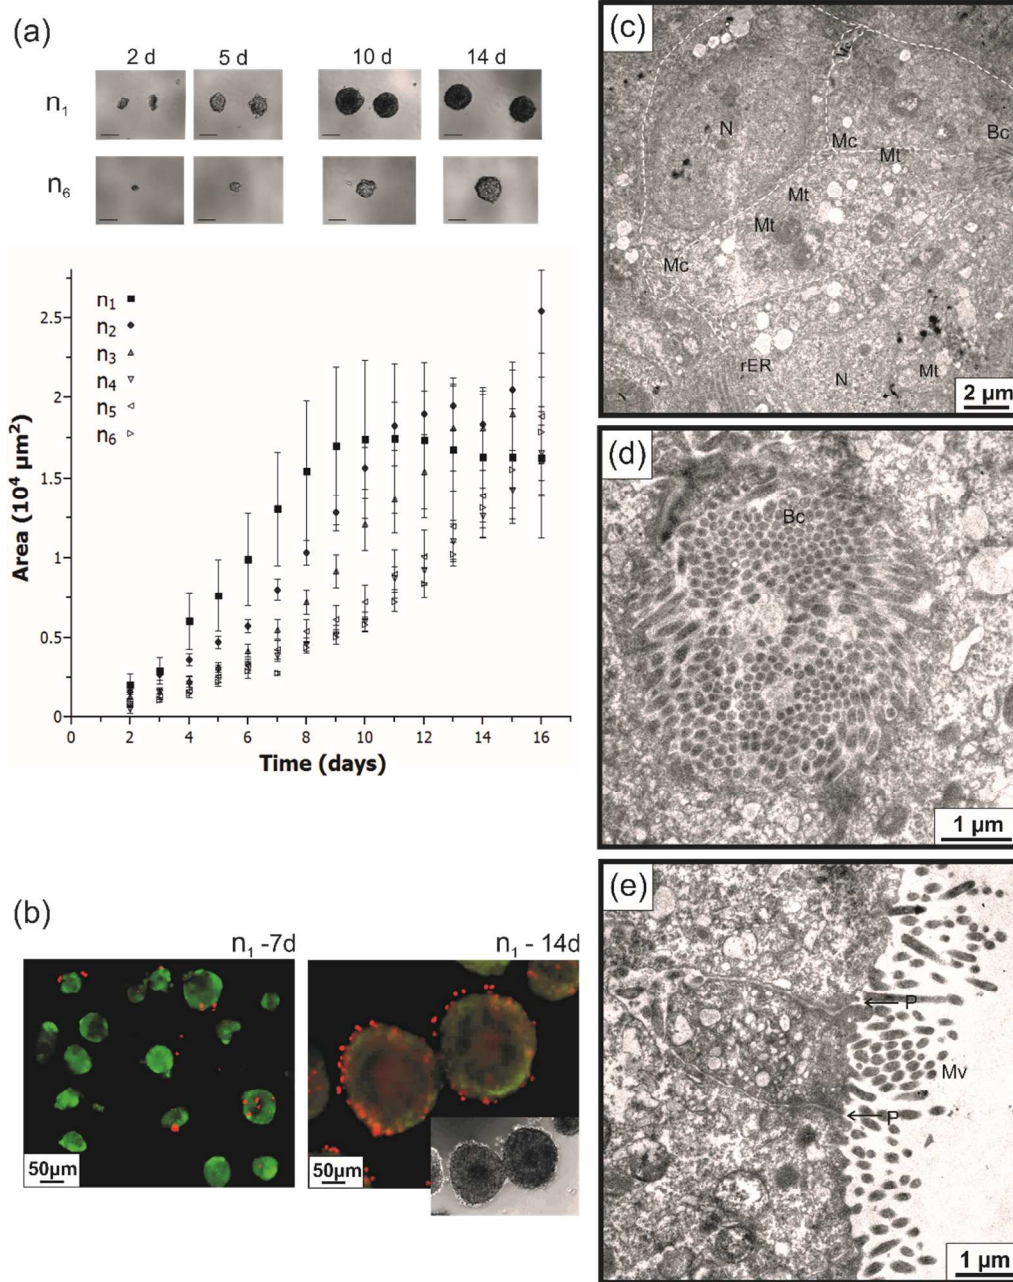 (a)
2 d 5 d 10 d 14 d
n₁
n₆
n₁
n₂
n₃
n₄
n₅
n₆
2.5
2
1.5
1
0.5
0
Area (10⁴ µm²)
0 2 4 6 8 10 12 14 16
Time (days)
(b)
n₁ -7d
n₁ - 14d
50µm
50µm
(c)
N
Mc
Mt
Bc
Mt
Mt
Mc
rER
N
Mt
2 µm
(d)
Bc
1 µm
(e)
P
Mv
P
1 µm